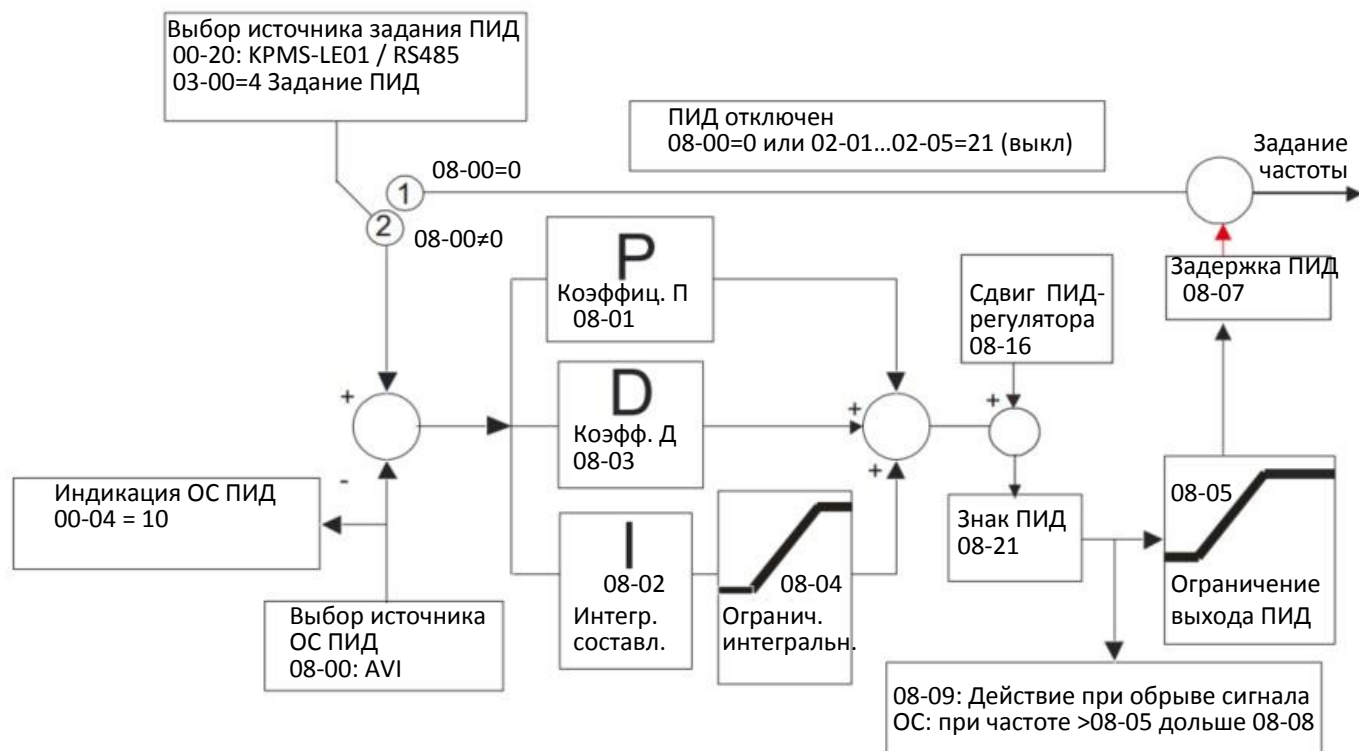 Выбор источника задания ПИД
00-20: KPMS-LE01 / RS485
03-00=4 Задание ПИД
ПИД отключен
08-00=0 или 02-01...02-05=21 (выкл)
Задание
частоты
08-00=0
1
2
08-00≠0
P
Коэффиц. П
08-01
Сдвиг ПИД-
регулятора
08-16
Задержка ПИД
08-07
D
Коэфф. Д
08-03
+
+
+
+
-
Индикация ОС ПИД
00-04 = 10
I
08-02
Интегр.
составл.
08-04
Огранич.
интегральн.
Знак ПИД
08-21
08-05
Ограничение
выхода ПИД
Выбор источника
ОС ПИД
08-00: AVI
08-09: Действие при обрыве сигнала
ОС: при частоте >08-05 дольше 08-08